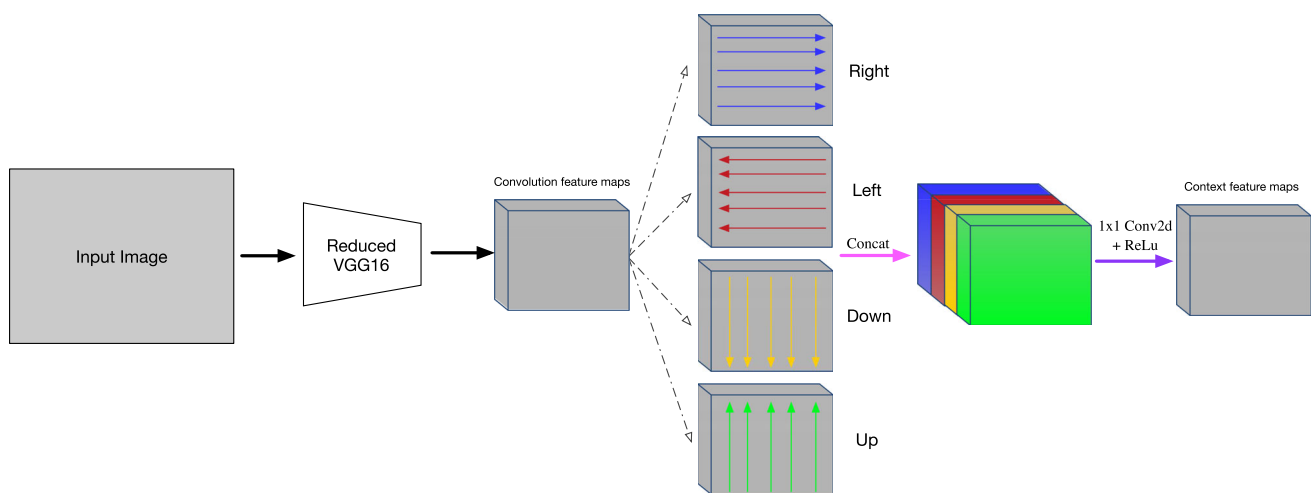 Input Image
Reduced
VGG16
Convolution feature maps
Right
Left
Down
Up
Concat
1x1 Conv2d
+ ReLu
Context feature maps